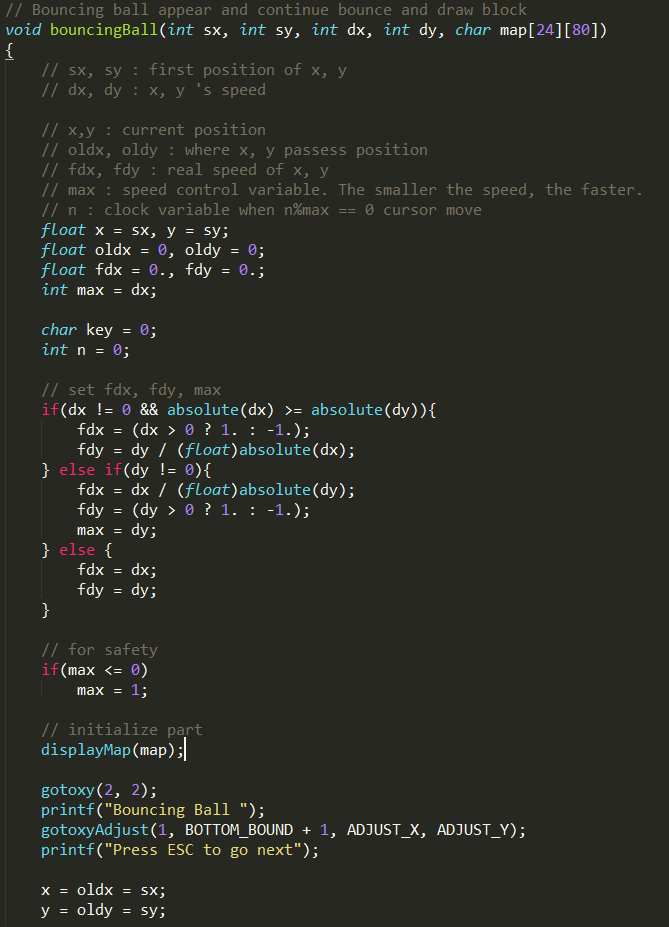 // Bouncing ball appear and continue bounce and draw block
void bouncingBall(int sx, int sy, int dx, int dy, char map[24][80])
{
    // sx, sy : first position of x, y
    // dx, dy : x, y 's speed

    // x,y : current position
    // oldx, oldy : where x, y passess position
    // fdx, fdy : real speed of x, y
    // max : speed control variable. The smaller the speed, the faster.
    // n : clock variable when n%max == 0 cursor move
    float x = sx, y = sy;
    float oldx = 0, oldy = 0;
    float fdx = 0., fdy = 0.;
    int max = dx;

    char key = 0;
    int n = 0;

    // set fdx, fdy, max
    if(dx != 0 && absolute(dx) >= absolute(dy)){
        fdx = (dx > 0 ? 1. : -1.);
        fdy = dy / (float)absolute(dx);
    } else if(dy != 0){
        fdx = dx / (float)absolute(dy);
        fdy = (dy > 0 ? 1. : -1.);
        max = dy;
    } else {
        fdx = dx;
        fdy = dy;
    }

    // for safety
    if(max <= 0)
        max = 1;

    // initialize part
    displayMap(map);

    gotoxy(2, 2);
    printf("Bouncing Ball ");
    gotoxyAdjust(1, BOTTOM_BOUND + 1, ADJUST_X, ADJUST_Y);
    printf("Press ESC to go next");

    x = oldx = sx;
    y = oldy = sy;